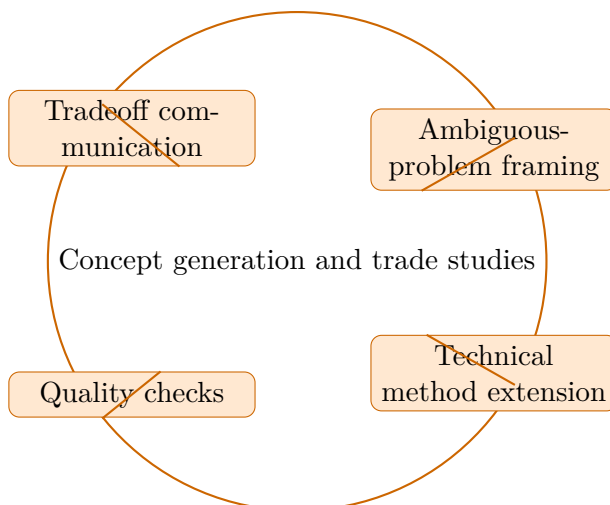 Tradeoff com-
munication
Ambiguous-
problem framing
Concept generation and trade studies
Quality checks
Technical
method extension